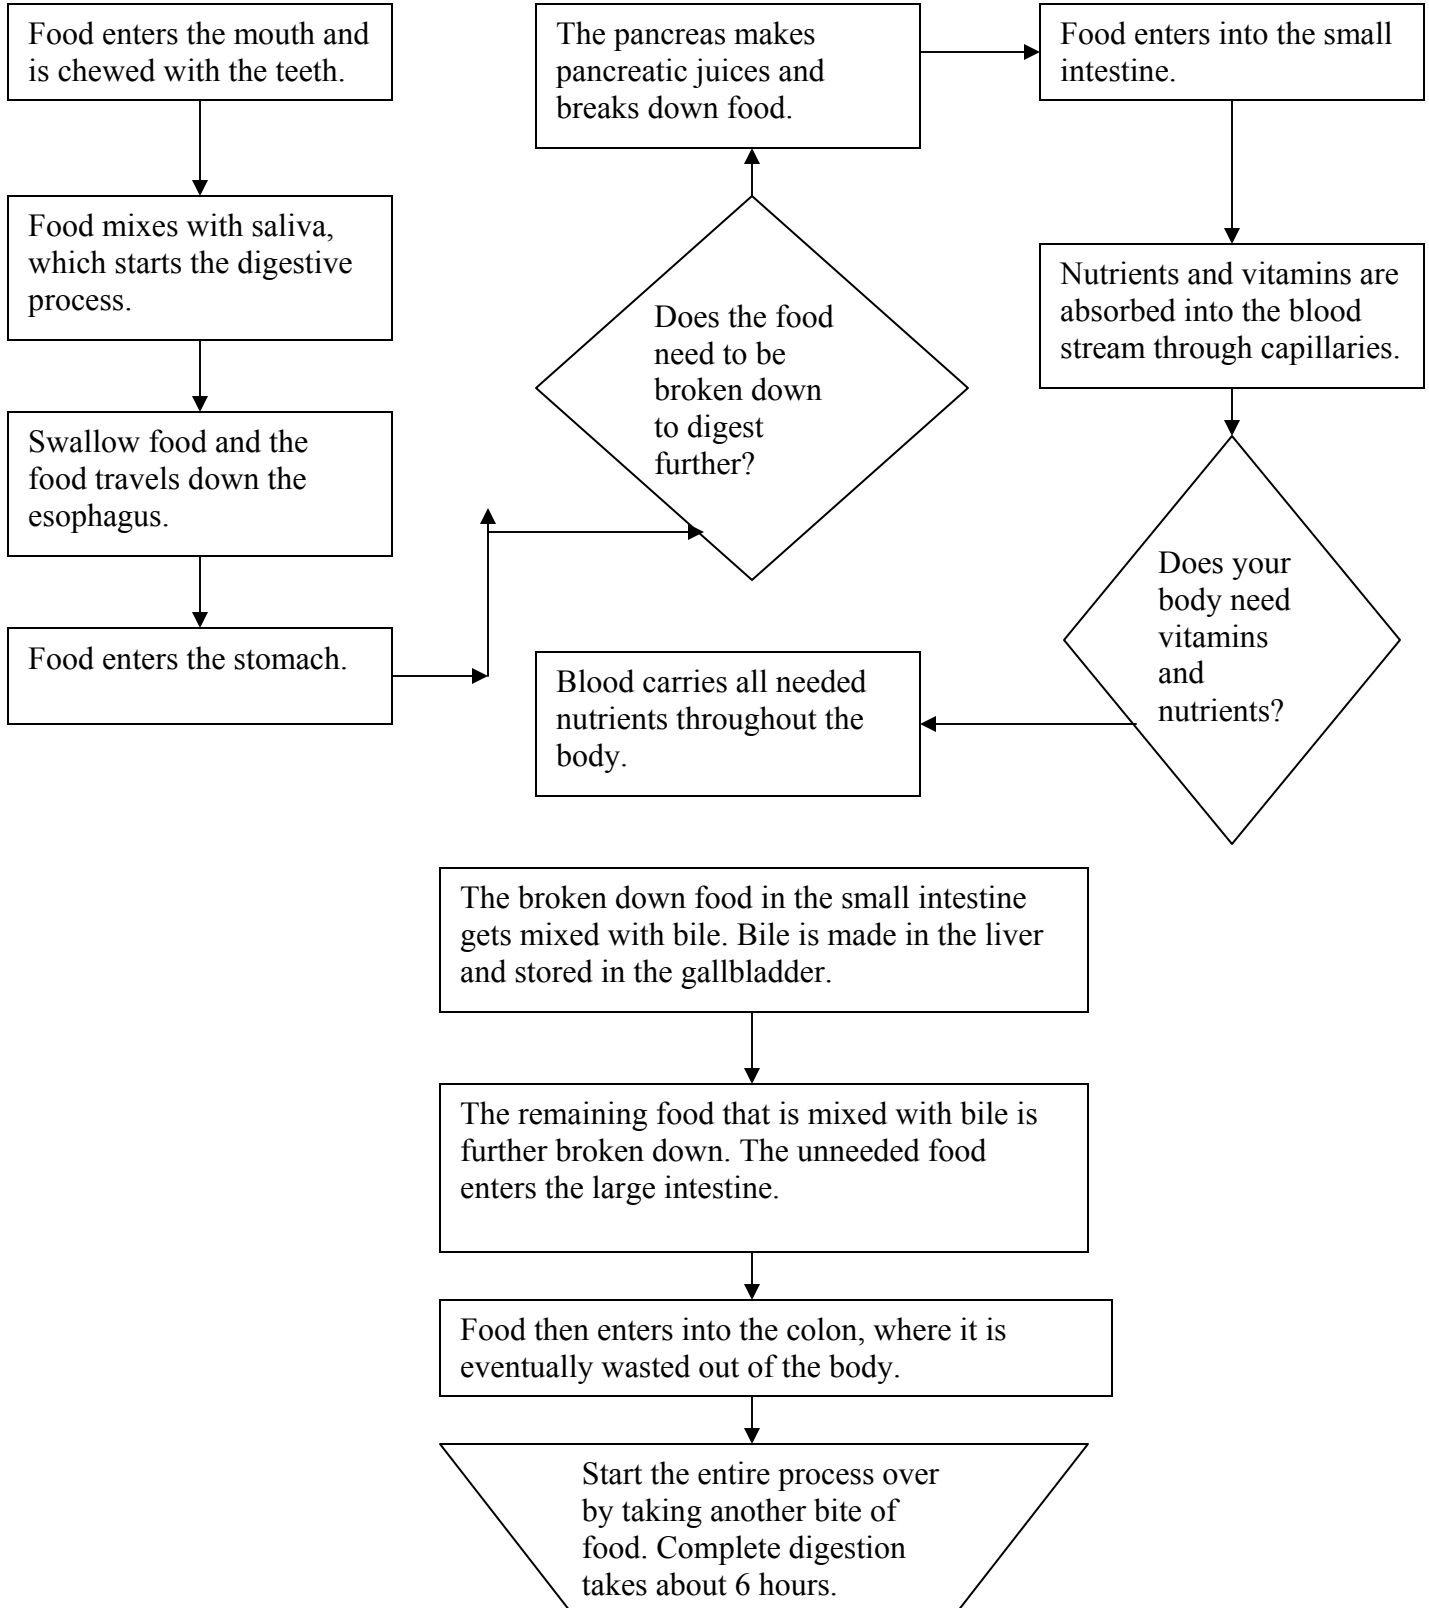 Food enters the mouth and
is chewed with the teeth.
Food mixes with saliva,
which starts the digestive
process.
Swallow food and the
food travels down the
esophagus.
Food enters the stomach.
Does the food
need to be
broken down
to digest
further?
The pancreas makes
pancreatic juices and
breaks down food.
Food enters into the small
intestine.
Nutrients and vitamins are
absorbed into the blood
stream through capillaries.
Does your
body need
vitamins
and
nutrients?
Blood carries all needed
nutrients throughout the
body.
The broken down food in the small intestine
gets mixed with bile. Bile is made in the liver
and stored in the gallbladder.
The remaining food that is mixed with bile is
further broken down. The unneeded food
enters the large intestine.
Food then enters into the colon, where it is
eventually wasted out of the body.
Start the entire process over
by taking another bite of
food. Complete digestion
takes about 6 hours.